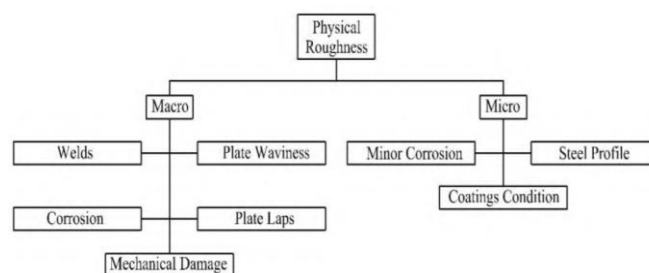 Physical
Roughness
Macro
Micro
Welds
Plate Waviness
Minor Corrosion
Steel Profile
Coatings Condition
Corrosion
Plate Laps
Mechanical Damage